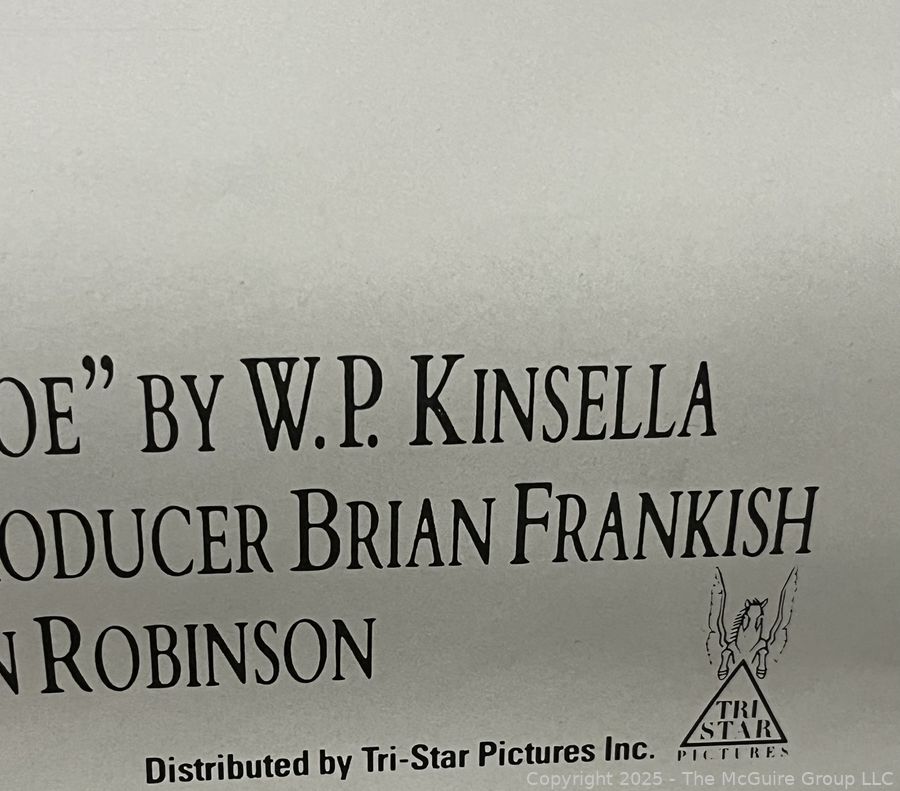 OE” BY W.P. KINSELLA
ODUCER BRIAN FRANKISH
N ROBINSON
TRI
STAR
PICTURES
Distributed by Tri-Star Pictures Inc.
Copyright 2025 - The McGuire Group LLC